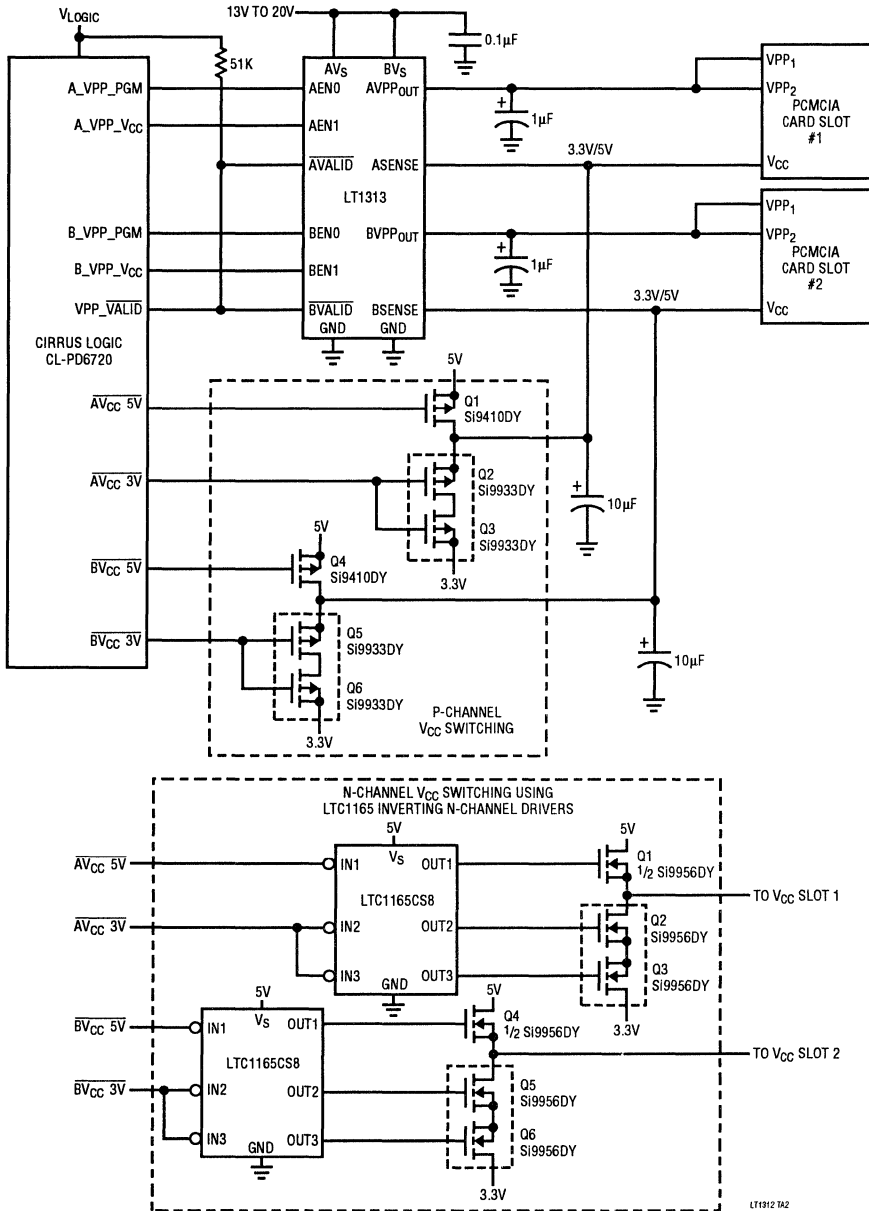 VLOGIC
13V TO 20V
0.1µF
51K
AVS
BVS
A_VPP_PGM
AEN0
AVPPOUT
VPP1
VPP2
1µF
PCMCIA
CARD SLOT
#1
A_VPP_VCC
AEN1
3.3V/5V
AVALID
ASENSE
VCC
LT1313
B_VPP_PGM
BEN0
BVPPOUT
VPP1
VPP2
1µF
PCMCIA
CARD SLOT
#2
B_VPP_VCC
BEN1
3.3V/5V
VPP_VALID
BVALID
BSENSE
VCC
GND
GND
CIRRUS LOGIC
CL-PD6720
5V
AVCC 5V
Q1
Si9410DY
AVCC 3V
Q2
Si9933DY
10µF
Q3
Si9933DY
5V
3.3V
BVCC 5V
Q4
Si9410DY
BVCC 3V
Q5
Si9933DY
10µF
Q6
Si9933DY
P-CHANNEL
VCC SWITCHING
3.3V
N-CHANNEL VCC SWITCHING USING
LTC1165 INVERTING N-CHANNEL DRIVERS
5V
5V
AVCC 5V
IN1
VS
OUT1
Q1
1/2 Si9956DY
TO VCC SLOT 1
LTC1165CS8
AVCC 3V
IN2
OUT2
Q2
Si9956DY
IN3
OUT3
Q3
Si9956DY
GND
5V
5V
3.3V
BVCC 5V
IN1
VS
OUT1
Q4
1/2 Si9956DY
TO VCC SLOT 2
LTC1165CS8
BVCC 3V
IN2
OUT2
Q5
Si9956DY
IN3
OUT3
Q6
Si9956DY
GND
3.3V
LT1312 TA2